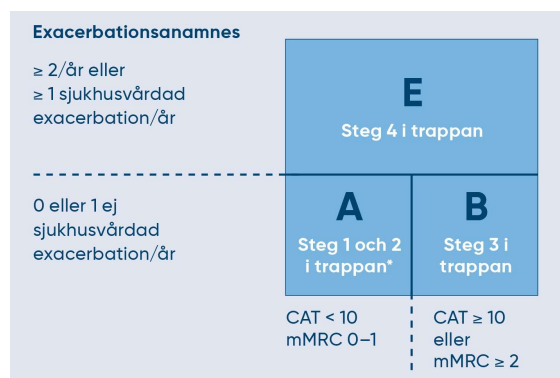 Exacerbationsanamnes
≥ 2/år eller
≥ 1 sjukhusvårdad
exacerbation/år
E
Steg 4 i trappan
0 eller 1 ej
sjukhusvårdad
exacerbation/år
A
Steg 1 och 2
i trappan*
B
Steg 3 i
trappan
CAT < 10
mMRC 0–1
CAT ≥ 10
eller
mMRC ≥ 2